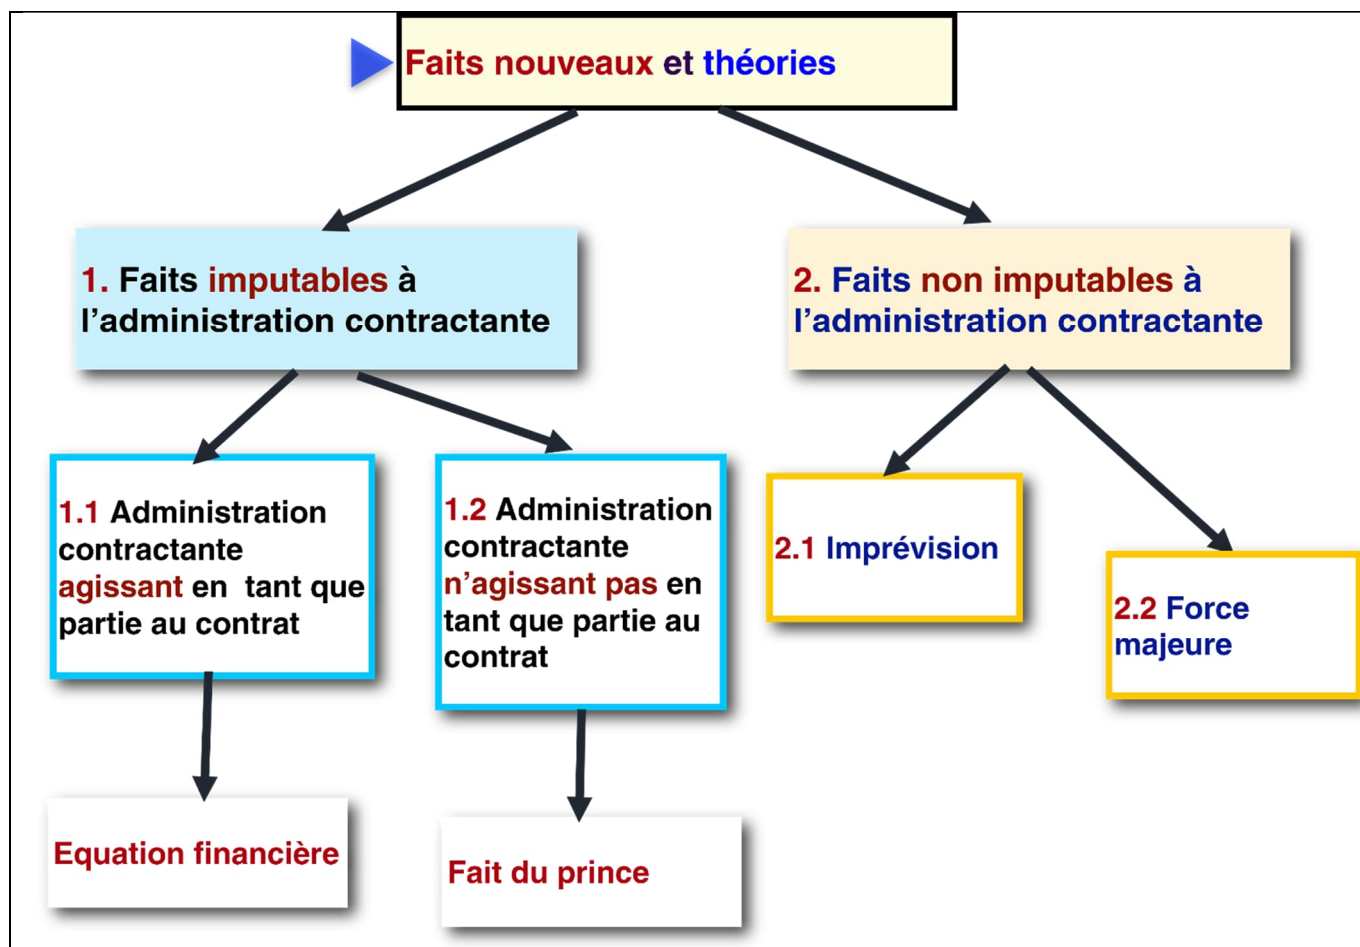 Faits nouveaux et théories
1. Faits imputables à
l’administration contractante
2. Faits non imputables à
l’administration contractante
1.1 Administration
contractante
agissant en tant que
partie au contrat
1.2 Administration
contractante
n’agissant pas en
tant que partie au
contrat
2.1 Imprévision
2.2 Force
majeure
Equation financière
Fait du prince